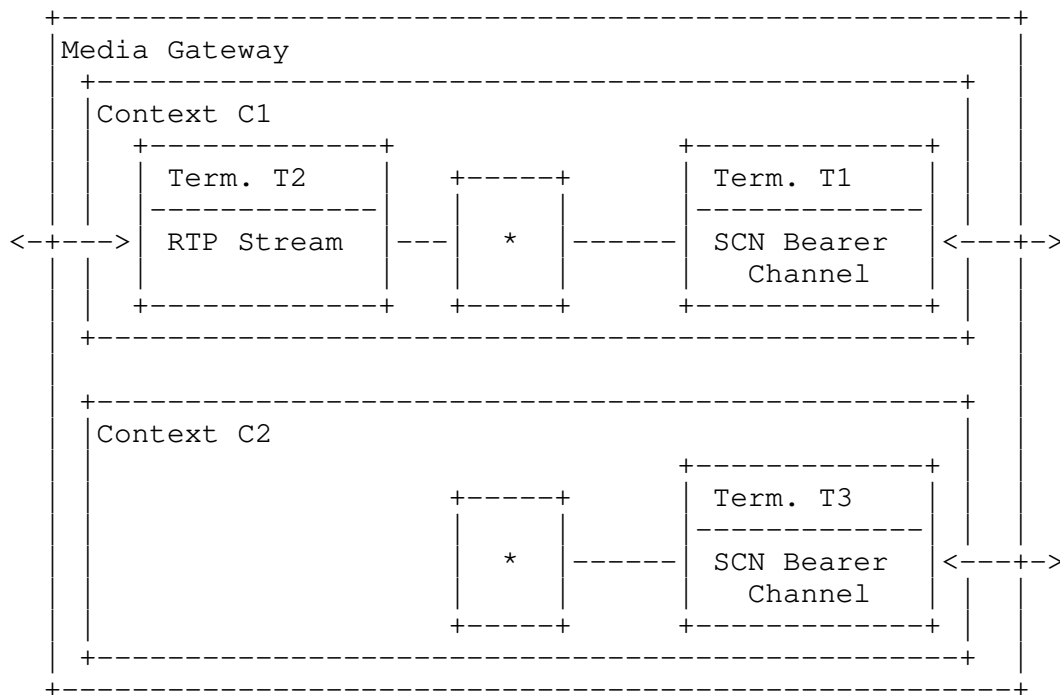 Media Gateway
Context C1
Term. T2
Term. T1
RTP Stream
*
SCN Bearer
Channel
Context C2
Term. T3
*
SCN Bearer
Channel